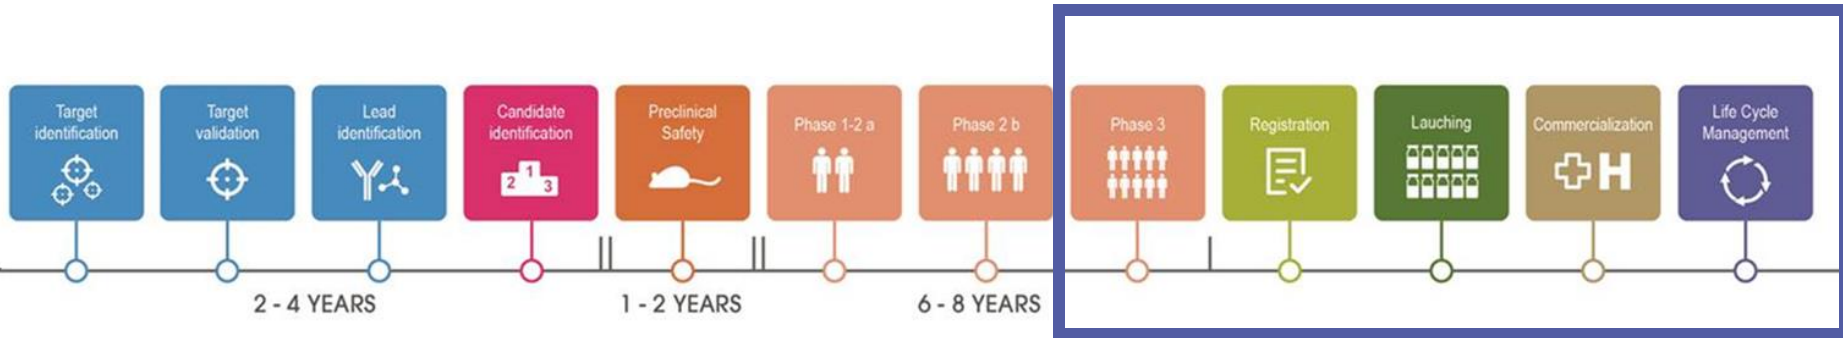 Target
identification
Target
validation
Lead
identification
Candidate
identification
1
2
3
Preclinical
Safety
Phase 1-2 a
Phase 2 b
Phase 3
Registration
Lauching
Commercialization
H
Life Cycle
Management
2 - 4 YEARS
1 - 2 YEARS
6 - 8 YEARS